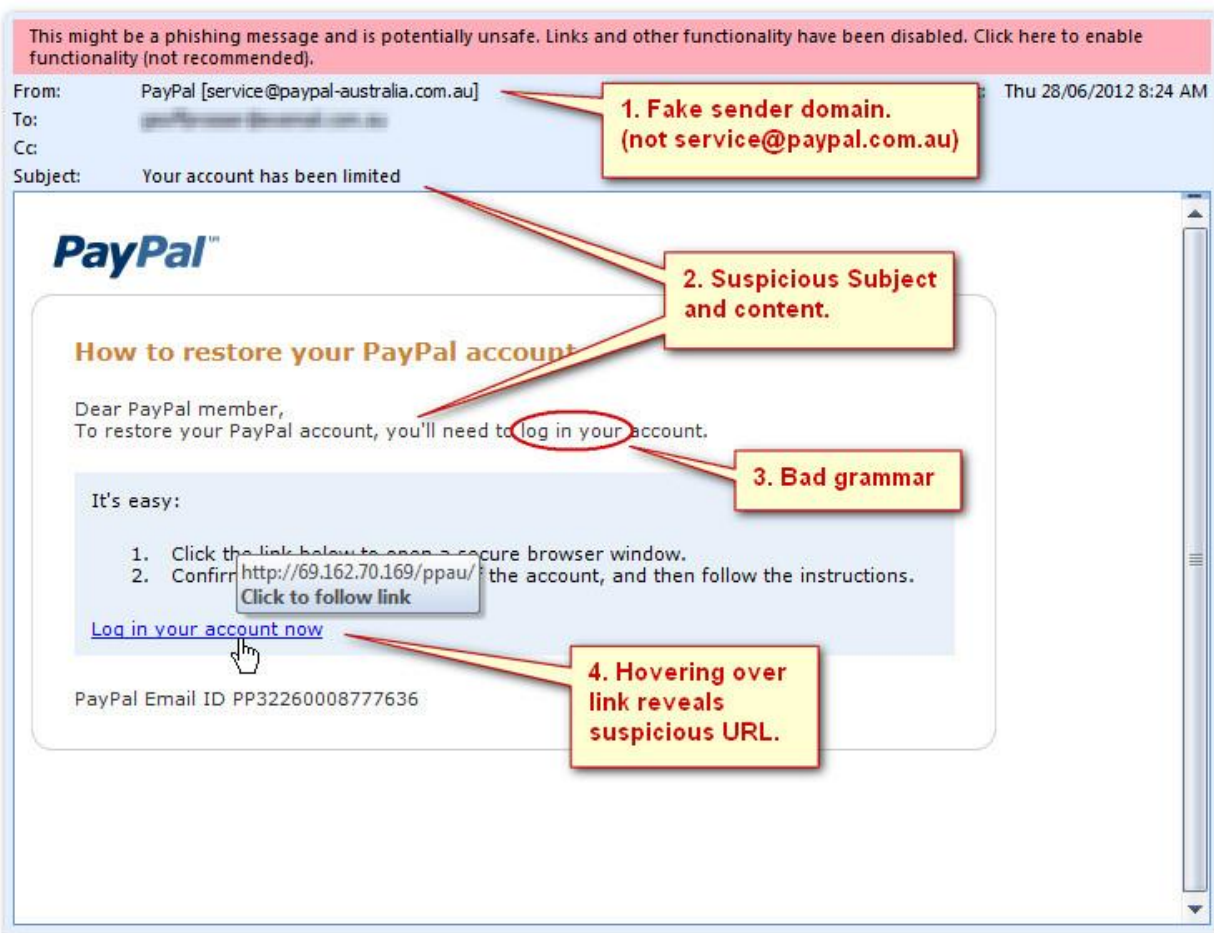 This might be a phishing message and is potentially unsafe. Links and other functionality have been disabled. Click here to enable
functionality (not recommended).
From: PayPal [service@paypal-australia.com.au] Thu 28/06/2012 8:24 AM
1. Fake sender domain.
(not service@paypal.com.au)
To:
Cc:
Subject: Your account has been limited
PayPal
2. Suspicious Subject
and content.
How to restore your PayPal account
Dear PayPal member,
To restore your PayPal account, you'll need to log in your account.
3. Bad grammar
It's easy:
1. Click the link below to open a secure browser window.
2. Confirm the account, and then follow the instructions.
http://69.162.70.169/ppau/
Click to follow link
Log in your account now
4. Hovering over
link reveals
suspicious URL.
PayPal Email ID PP32260008777636